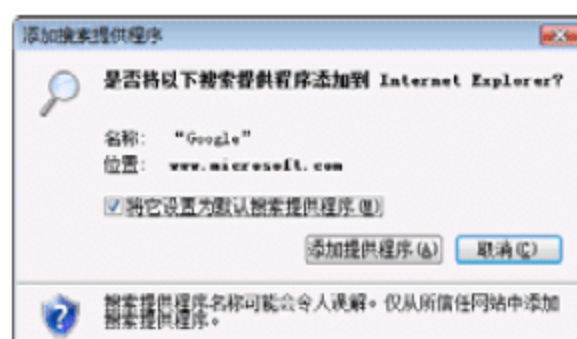 添加搜索提供程序
是否将以下搜索提供程序添加到 Internet Explorer?
名称: “Google”
位置: www.microsoft.com
将它设置为默认搜索提供程序(M)
添加提供程序(A) 取消(C)
搜索提供程序名称可能会令人误解。仅从所信任网站中添加
搜索提供程序。